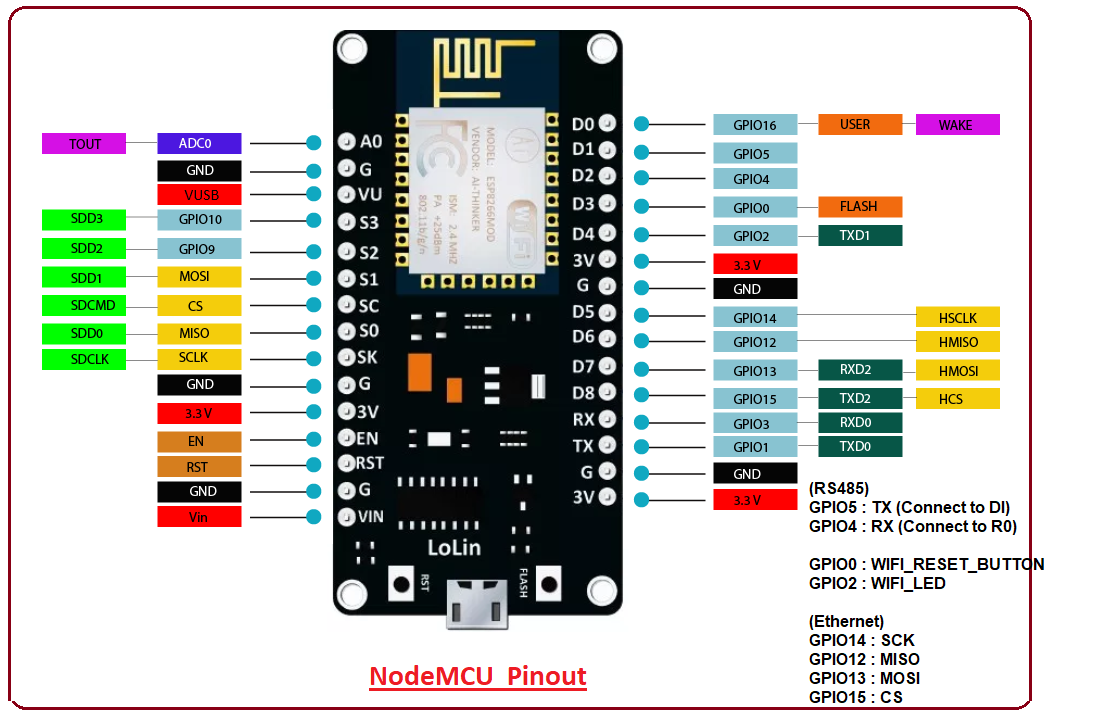 TOUT ADC0
GND
VUSB
SDD3 GPIO10
SDD2 GPIO9
SDD1 MOSI
SDCMD CS
SDD0 MISO
SDCLK SCLK
GND
3.3 V
EN
RST
GND
Vin
A0
G
VU
S3
S2
S1
SC
S0
SK
G
3V
EN
RST
G
VIN
MODEL: ESP8266MOD
VENDOR: AI-THINKER
ISM: 2.4 MHZ
PA +25dBm
802.11b/g/n
AI
FCC
WiFi
LoLin
RST
FLASH
D0
D1
D2
D3
D4
3V
G
D5
D6
D7
D8
RX
TX
G
3V
GPIO16 USER WAKE
GPIO5
GPIO4
GPIO0 FLASH
GPIO2 TXD1
3.3 V
GND
GPIO14 HSCLK
GPIO12 HMISO
GPIO13 RXD2 HMOSI
GPIO15 TXD2 HCS
GPIO3 RXD0
GPIO1 TXD0
GND
3.3 V
(RS485)
GPIO5 : TX (Connect to DI)
GPIO4 : RX (Connect to R0)
GPIO0 : WIFI_RESET_BUTTON
GPIO2 : WIFI_LED
(Ethernet)
GPIO14 : SCK
GPIO12 : MISO
GPIO13 : MOSI
GPIO15 : CS
NodeMCU Pinout